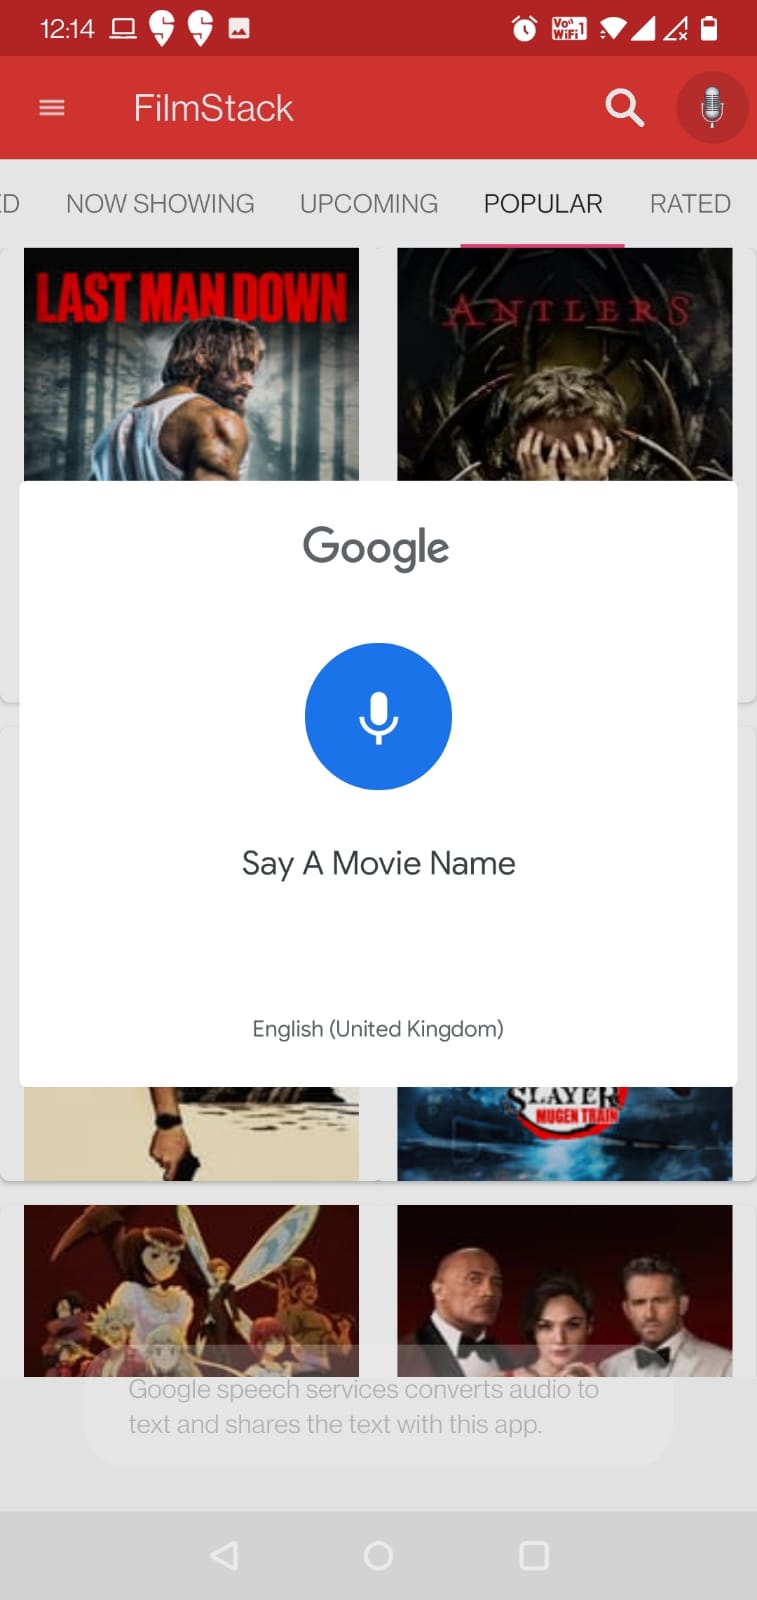 12:14
Vo)) 1
WiFi
FilmStack
ED NOW SHOWING UPCOMING POPULAR RATED
LAST MAN DOWN
ANTLERS
Google
Say A Movie Name
English (United Kingdom)
SLAYER
MUGEN TRAIN
Google speech services converts audio to
text and shares the text with this app.